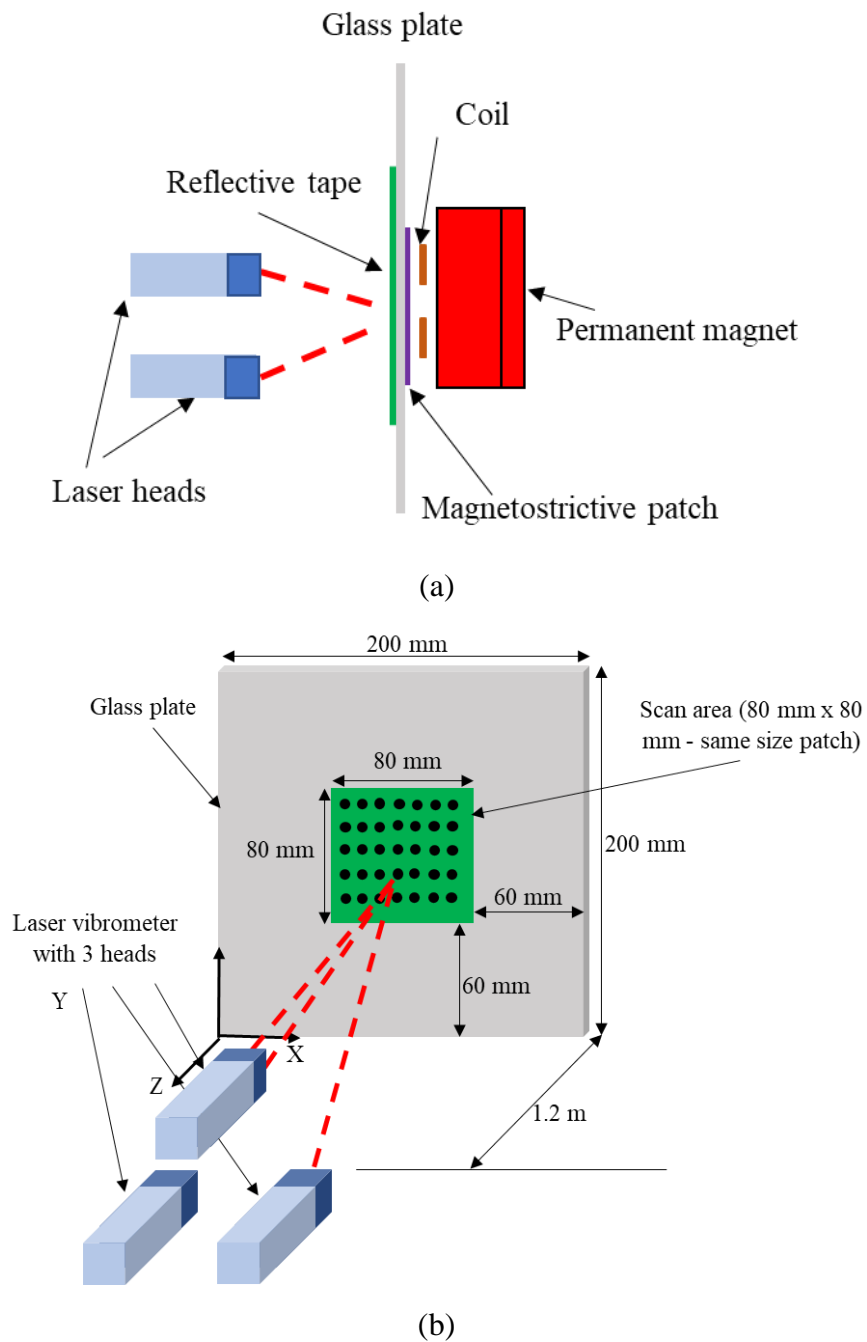 Glass plate
Coil
Reflective tape
Permanent magnet
Laser heads
Magnetostrictive patch
(a)
200 mm
Glass plate
Scan area (80 mm x 80
mm - same size patch)
80 mm
80 mm
200 mm
60 mm
Laser vibrometer
with 3 heads
60 mm
Y
X
Z
1.2 m
(b)